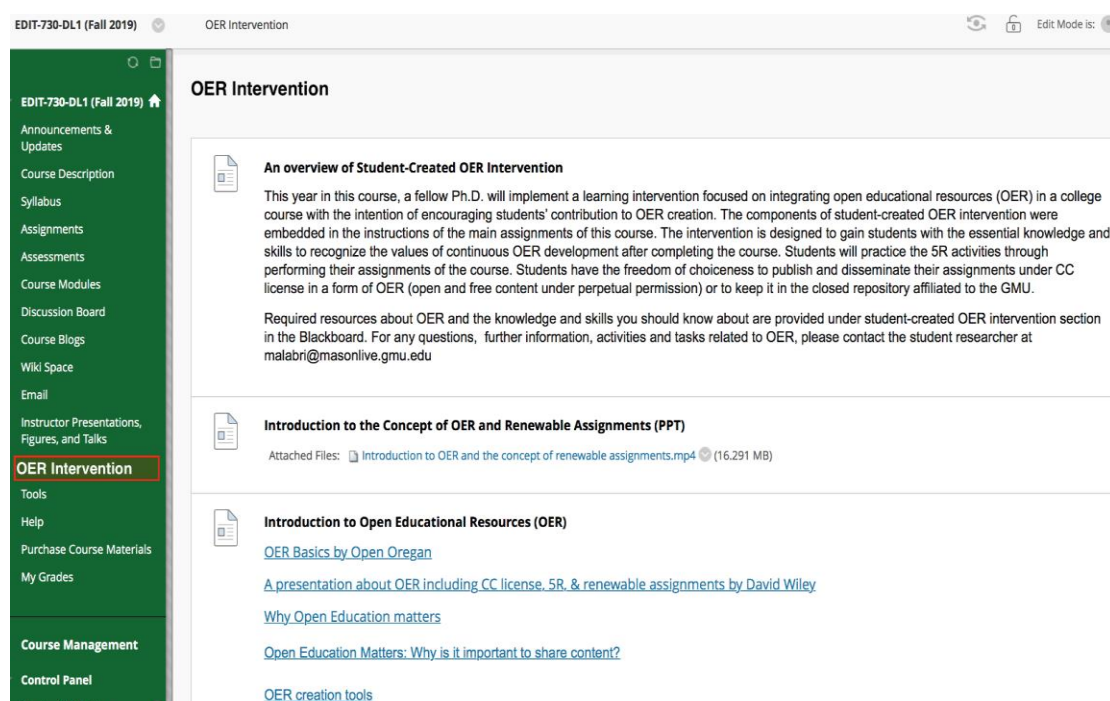 EDIT-730-DL1 (Fall 2019)
OER Intervention
Edit Mode is:
EDIT-730-DL1 (Fall 2019)
Announcements &
Updates
Course Description
Syllabus
Assignments
Assessments
Course Modules
Discussion Board
Course Blogs
Wiki Space
Email
Instructor Presentations,
Figures, and Talks
OER Intervention
Tools
Help
Purchase Course Materials
My Grades
Course Management
Control Panel
OER Intervention
An overview of Student-Created OER Intervention
This year in this course, a fellow Ph.D. will implement a learning intervention focused on integrating open educational resources (OER) in a college
course with the intention of encouraging students' contribution to OER creation. The components of student-created OER intervention were
embedded in the instructions of the main assignments of this course. The intervention is designed to gain students with the essential knowledge and
skills to recognize the values of continuous OER development after completing the course. Students will practice the 5R activities through
performing their assignments of the course. Students have the freedom of choiceness to publish and disseminate their assignments under CC
license in a form of OER (open and free content under perpetual permission) or to keep it in the closed repository affiliated to the GMU.
Required resources about OER and the knowledge and skills you should know about are provided under student-created OER intervention section
in the Blackboard. For any questions, further information, activities and tasks related to OER, please contact the student researcher at
malabri@masonlive.gmu.edu
Introduction to the Concept of OER and Renewable Assignments (PPT)
Attached Files: Introduction to OER and the concept of renewable assignments.mp4 (16.291 MB)
Introduction to Open Educational Resources (OER)
OER Basics by Open Oregan
A presentation about OER including CC license, 5R, & renewable assignments by David Wiley
Why Open Education matters
Open Education Matters: Why is it important to share content?
OER creation tools